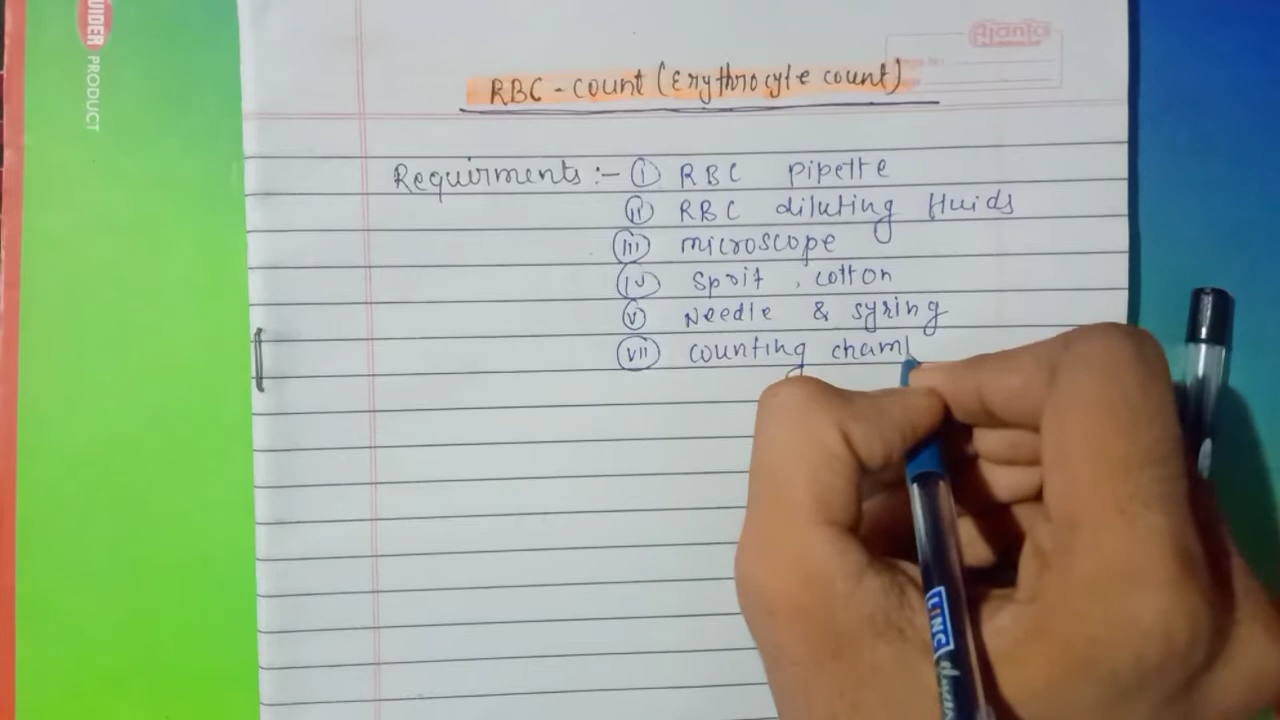 UIDER PRODUCT
Ajanta
RBC - count (Erythrocyte count)
Requirments :- (i) RBC pipette
(ii) RBC diluting fluids
(iii) microscope
(iv) sprit , cotton
(v) Needle & syring
(vii) counting cham
LINC